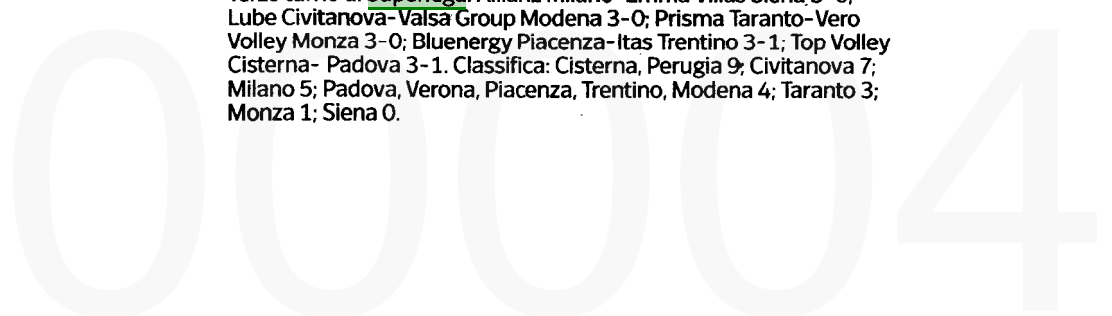 Lube Civitanova-Valsa Group Modena 3-0; Prisma Taranto-Vero
Volley Monza 3-0; Bluenergy Piacenza-Itas Trentino 3-1; Top Volley
Cisterna- Padova 3-1. Classifica: Cisterna, Perugia 9; Civitanova 7;
Milano 5; Padova, Verona, Piacenza, Trentino, Modena 4; Taranto 3;
Monza 1; Siena 0.
00004